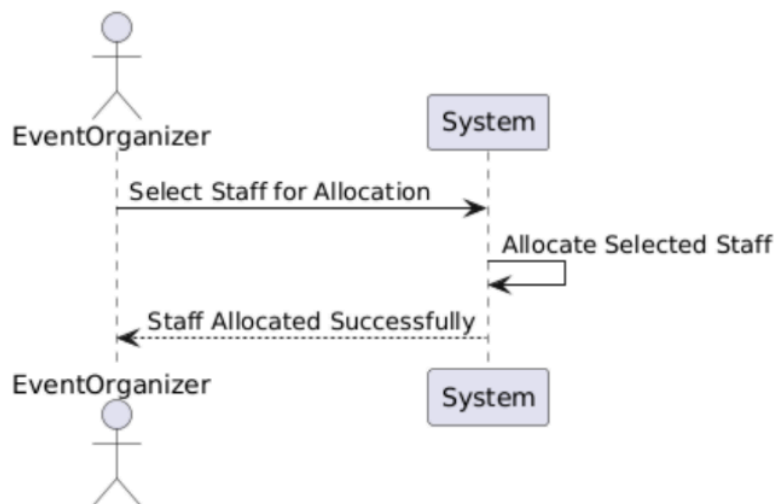 EventOrganizer
System
Select Staff for Allocation
Allocate Selected Staff
Staff Allocated Successfully
EventOrganizer
System